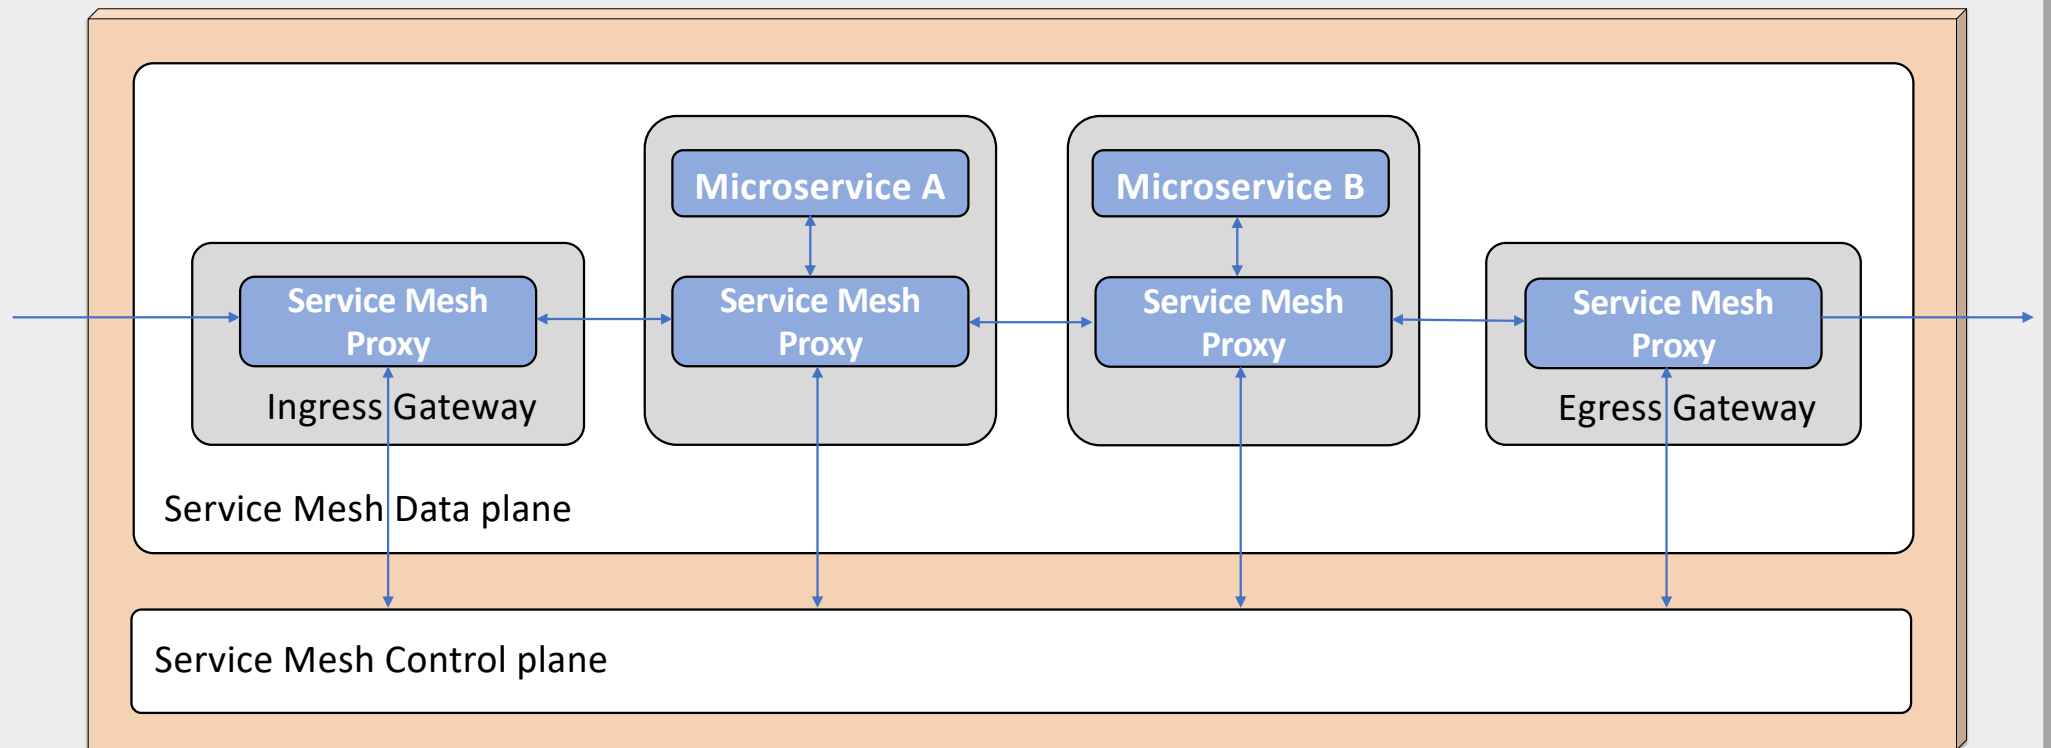 Microservice A
Microservice B
Service Mesh
Proxy
Ingress Gateway
Service Mesh
Proxy
Service Mesh
Proxy
Service Mesh
Proxy
Egress Gateway
Service Mesh Data plane
Service Mesh Control plane